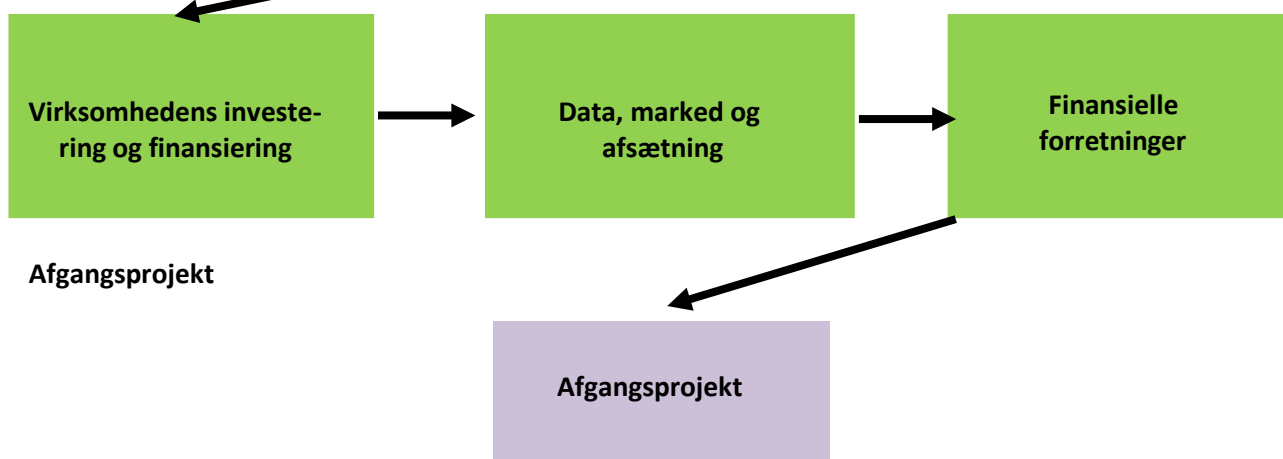 Virksomhedens investe-
ring og finansiering
Data, marked og
afsætning
Finansielle
forretninger
Afgangsprojekt
Afgangsprojekt